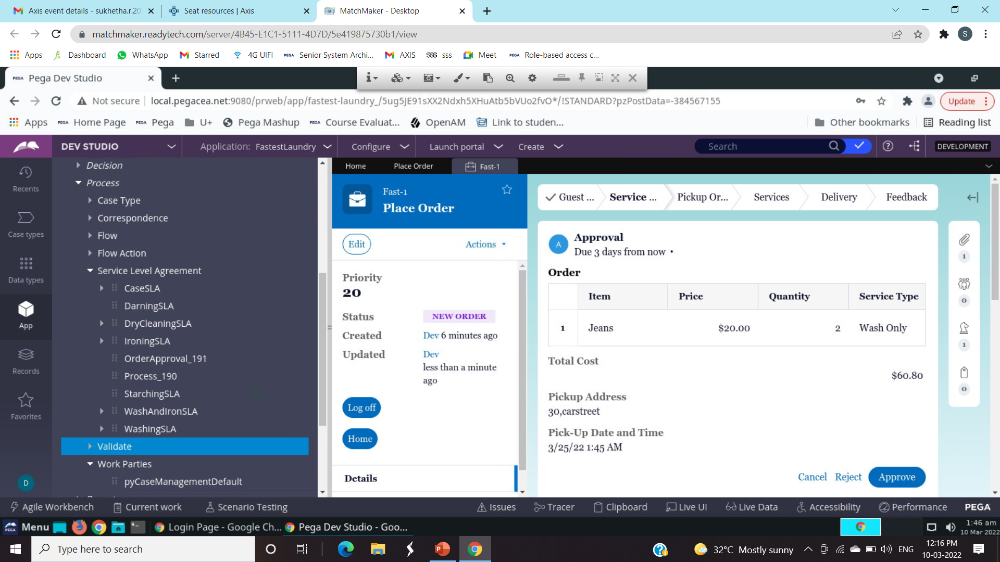 Axis event details - sukhetha.r.20
Seat resources | Axis
MatchMaker - Desktop
matchmaker.readytech.com/server/4B45-E1C1-5111-4D7D/5e419875730b1/view
S
Apps
Dashboard
WhatsApp
Starred
4G UIFI
PEGA Senior System Archi...
AXIS
sss
Meet
PEGA Role-based access c...
PEGA Pega Dev Studio
Not secure
local.pegacea.net:9080/prweb/app/fastest-laundry_/5ug5JE91sXX2Ndxh5XHuAtb5bVUo2fvO*/!STANDARD?pzPostData=-384567155
Update
Apps
PEGA Home Page
PEGA Pega
U+
Pega Mashup
PEGA Course Evaluat...
OpenAM
Link to studen...
Other bookmarks
Reading list
DEV STUDIO
Application: FastestLaundry
Configure
Launch portal
Create
Search
DEVELOPMENT
Recents
Case types
Data types
App
Records
Favorites
D
Decision
Process
Case Type
Correspondence
Flow
Flow Action
Service Level Agreement
CaseSLA
DarningSLA
DryCleaningSLA
IroningSLA
OrderApproval_191
Process_190
StarchingSLA
WashAndIronSLA
WashingSLA
Validate
Work Parties
pyCaseManagementDefault
Home
Place Order
Fast-1
Fast-1
Place Order
Edit
Actions
Priority
20
Status
NEW ORDER
Created
Dev 6 minutes ago
Updated
Dev
less than a minute
ago
Log off
Home
Details
Guest ...
Service ...
Pickup Or...
Services
Delivery
Feedback
A
Approval
Due 3 days from now •
Order
Item Price Quantity Service Type
1 Jeans $20.00 2 Wash Only
Total Cost
$60.80
Pickup Address
30,carstreet
Pick-Up Date and Time
3/25/22 1:45 AM
Cancel
Reject
Approve
1
0
1
0
Agile Workbench
Current work
Scenario Testing
Issues
Tracer
Clipboard
Live UI
Live Data
Accessibility
Performance
PEGA
PEGA
Menu
Login Page - Google Ch...
Pega Dev Studio - Goo...
1:46 am
10 Mar 2022
Type here to search
32°C Mostly sunny
ENG
12:16 PM
10-03-2022